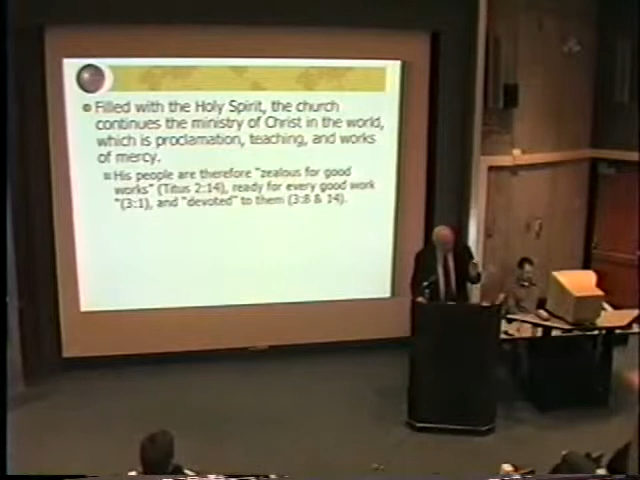 Filled with the Holy Spirit, the church
continues the ministry of Christ in the world,
which is proclamation, teaching, and works
of mercy.
His people are therefore "zealous for good
works" (Titus 2:14), ready for every good work
"(3:1), and "devoted" to them (3:8 & 14).